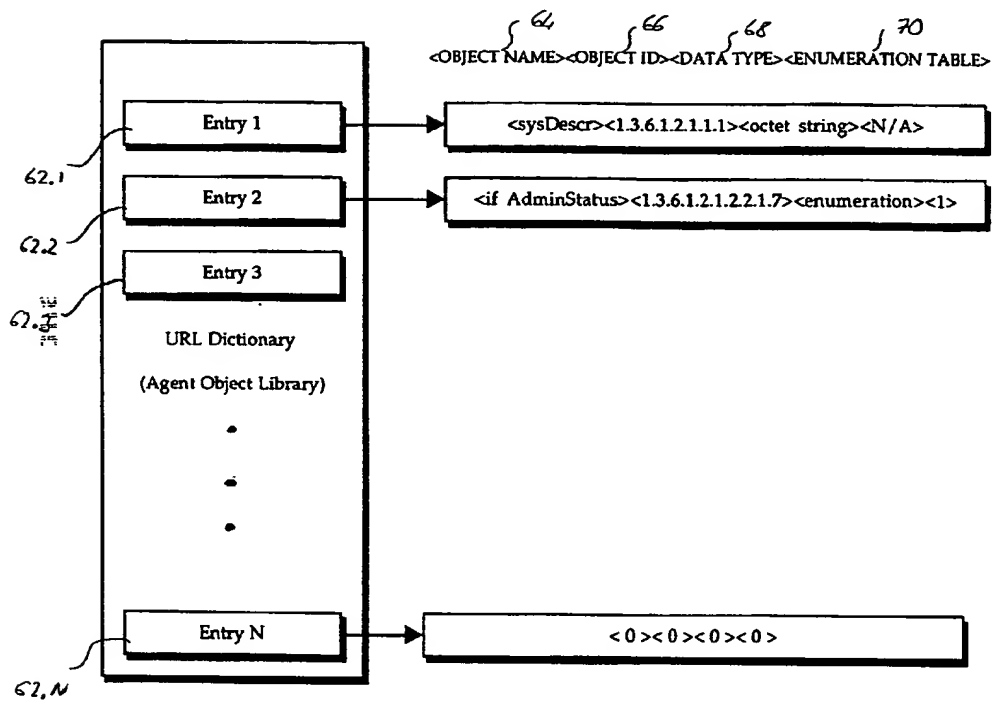 64 66 68 70
<OBJECT NAME><OBJECT ID><DATA TYPE><ENUMERATION TABLE>
Entry 1
<sysDescr><1.3.6.1.2.1.1.1><octet string><N/A>
62.1
Entry 2
<if AdminStatus><1.3.6.1.2.1.2.2.1.7><enumeration><1>
62.2
Entry 3
URL Dictionary
(Agent Object Library)
Entry N
<0><0><0><0>
62.N